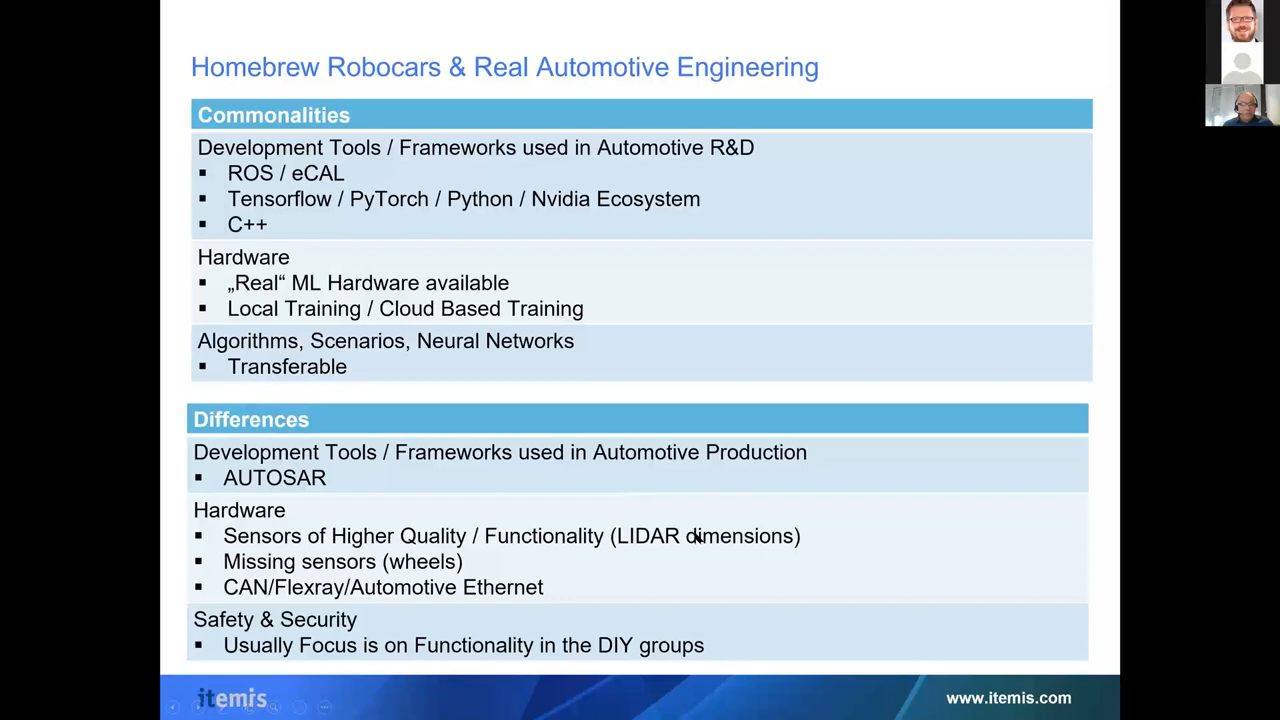 Homebrew Robocars & Real Automotive Engineering
Commonalities
Development Tools / Frameworks used in Automotive R&D
▪ ROS / eCAL
▪ Tensorflow / PyTorch / Python / Nvidia Ecosystem
▪ C++
Hardware
▪ „Real“ ML Hardware available
▪ Local Training / Cloud Based Training
Algorithms, Scenarios, Neural Networks
▪ Transferable
Differences
Development Tools / Frameworks used in Automotive Production
▪ AUTOSAR
Hardware
▪ Sensors of Higher Quality / Functionality (LIDAR dimensions)
▪ Missing sensors (wheels)
▪ CAN/Flexray/Automotive Ethernet
Safety & Security
▪ Usually Focus is on Functionality in the DIY groups
itemis
www.itemis.com